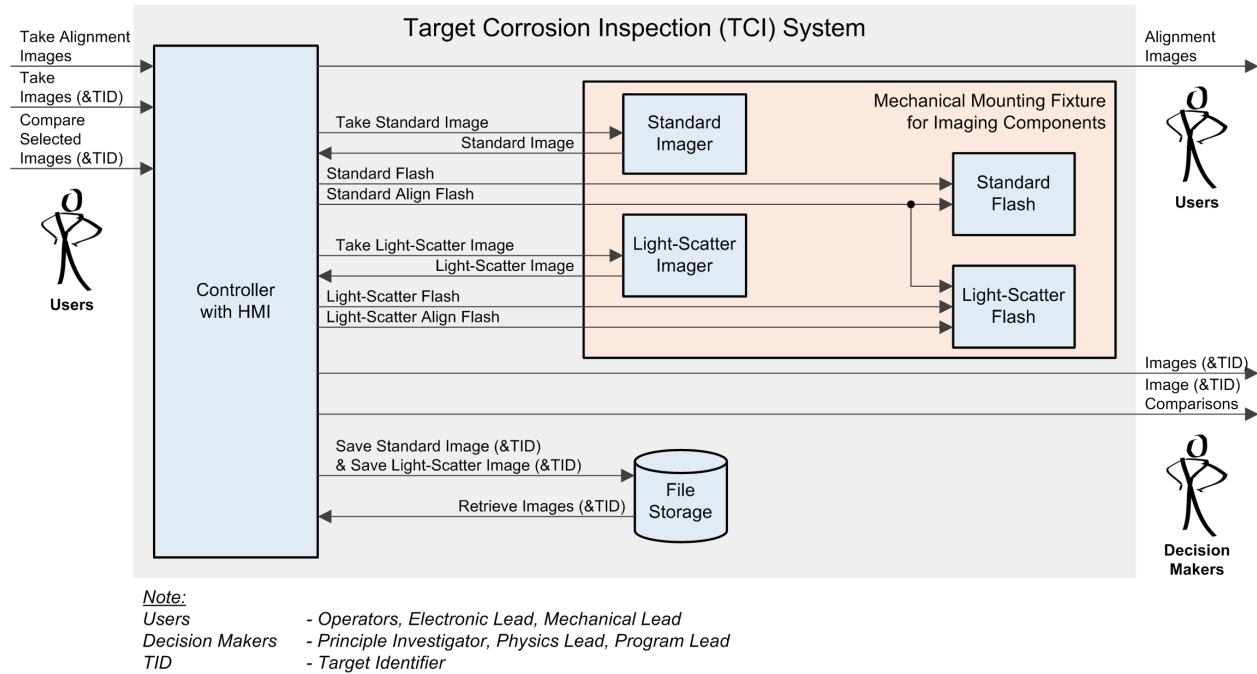 Target Corrosion Inspection (TCI) System
Take Alignment
Images
Take
Images (&TID)
Compare
Selected
Images (&TID)
Users
Controller
with HMI
Take Standard Image
Standard Image
Standard Flash
Standard Align Flash
Take Light-Scatter Image
Light-Scatter Image
Light-Scatter Flash
Light-Scatter Align Flash
Mechanical Mounting Fixture
for Imaging Components
Standard
Imager
Standard
Flash
Light-Scatter
Imager
Light-Scatter
Flash
Alignment
Images
Users
Images (&TID)
Image (&TID)
Comparisons
Decision
Makers
Save Standard Image (&TID)
& Save Light-Scatter Image (&TID)
Retrieve Images (&TID)
File
Storage
Note:
Users - Operators, Electronic Lead, Mechanical Lead
Decision Makers - Principle Investigator, Physics Lead, Program Lead
TID - Target Identifier